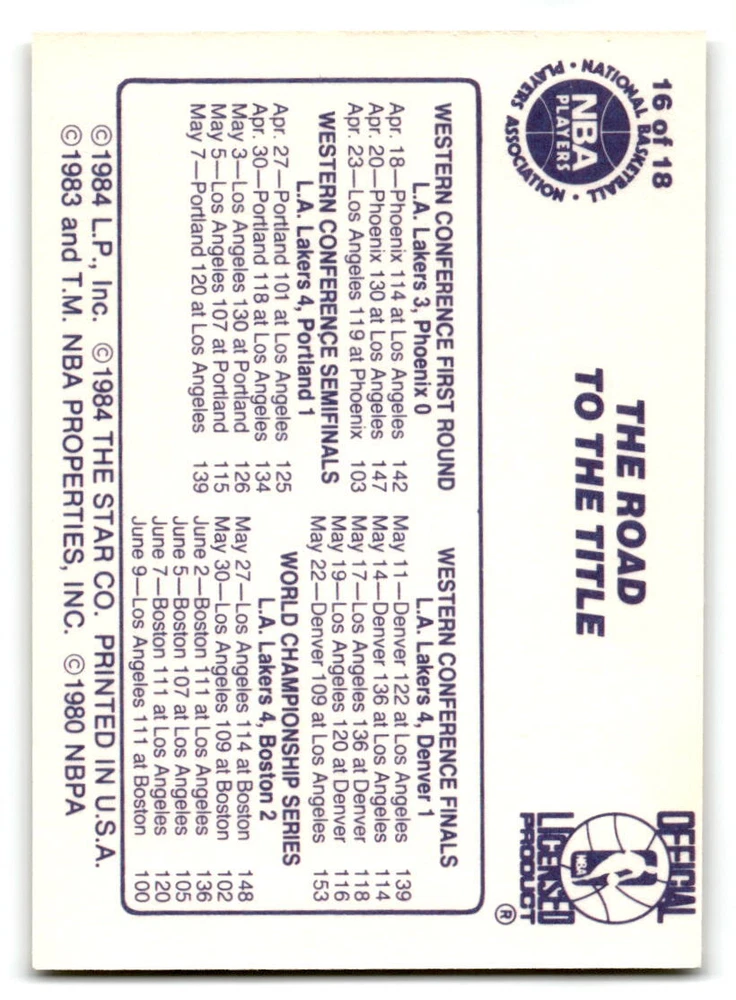 16 of 18
NATIONAL BASKETBALL
PLAYERS ASSOCIATION
NBA
PLAYERS
THE ROAD
TO THE TITLE
OFFICIAL
NBA
LICENSED
PRODUCT
®
WESTERN CONFERENCE FIRST ROUND
L.A. Lakers 3, Phoenix 0
Apr. 18—Phoenix 114 at Los Angeles 142
Apr. 20—Phoenix 130 at Los Angeles 147
Apr. 23—Los Angeles 119 at Phoenix 103
WESTERN CONFERENCE SEMIFINALS
L.A. Lakers 4, Portland 1
Apr. 27—Portland 101 at Los Angeles 125
Apr. 30—Portland 118 at Los Angeles 134
May 3—Los Angeles 130 at Portland 126
May 5—Los Angeles 107 at Portland 115
May 7—Portland 120 at Los Angeles 139
WESTERN CONFERENCE FINALS
L.A. Lakers 4, Denver 1
May 11—Denver 122 at Los Angeles 139
May 14—Denver 136 at Los Angeles 114
May 17—Los Angeles 136 at Denver 118
May 19—Los Angeles 120 at Denver 116
May 22—Denver 109 at Los Angeles 153
WORLD CHAMPIONSHIP SERIES
L.A. Lakers 4, Boston 2
May 27—Los Angeles 114 at Boston 148
May 30—Los Angeles 109 at Boston 102
June 2—Boston 111 at Los Angeles 136
June 5—Boston 107 at Los Angeles 105
June 7—Boston 111 at Los Angeles 120
June 9—Los Angeles 111 at Boston 100
©1984 L.P., Inc. ©1984 THE STAR CO. PRINTED IN U.S.A.
©1983 and T.M. NBA PROPERTIES, INC. ©1980 NBPA